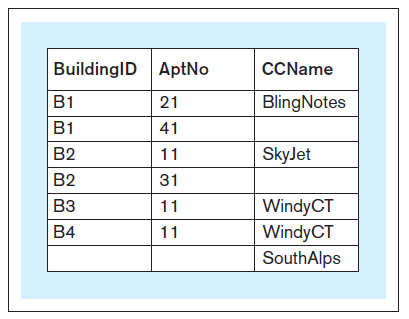 BuildingID AptNo CCName
B1 21 BlingNotes
B1 41
B2 11 SkyJet
B2 31
B3 11 WindyCT
B4 11 WindyCT
SouthAlps